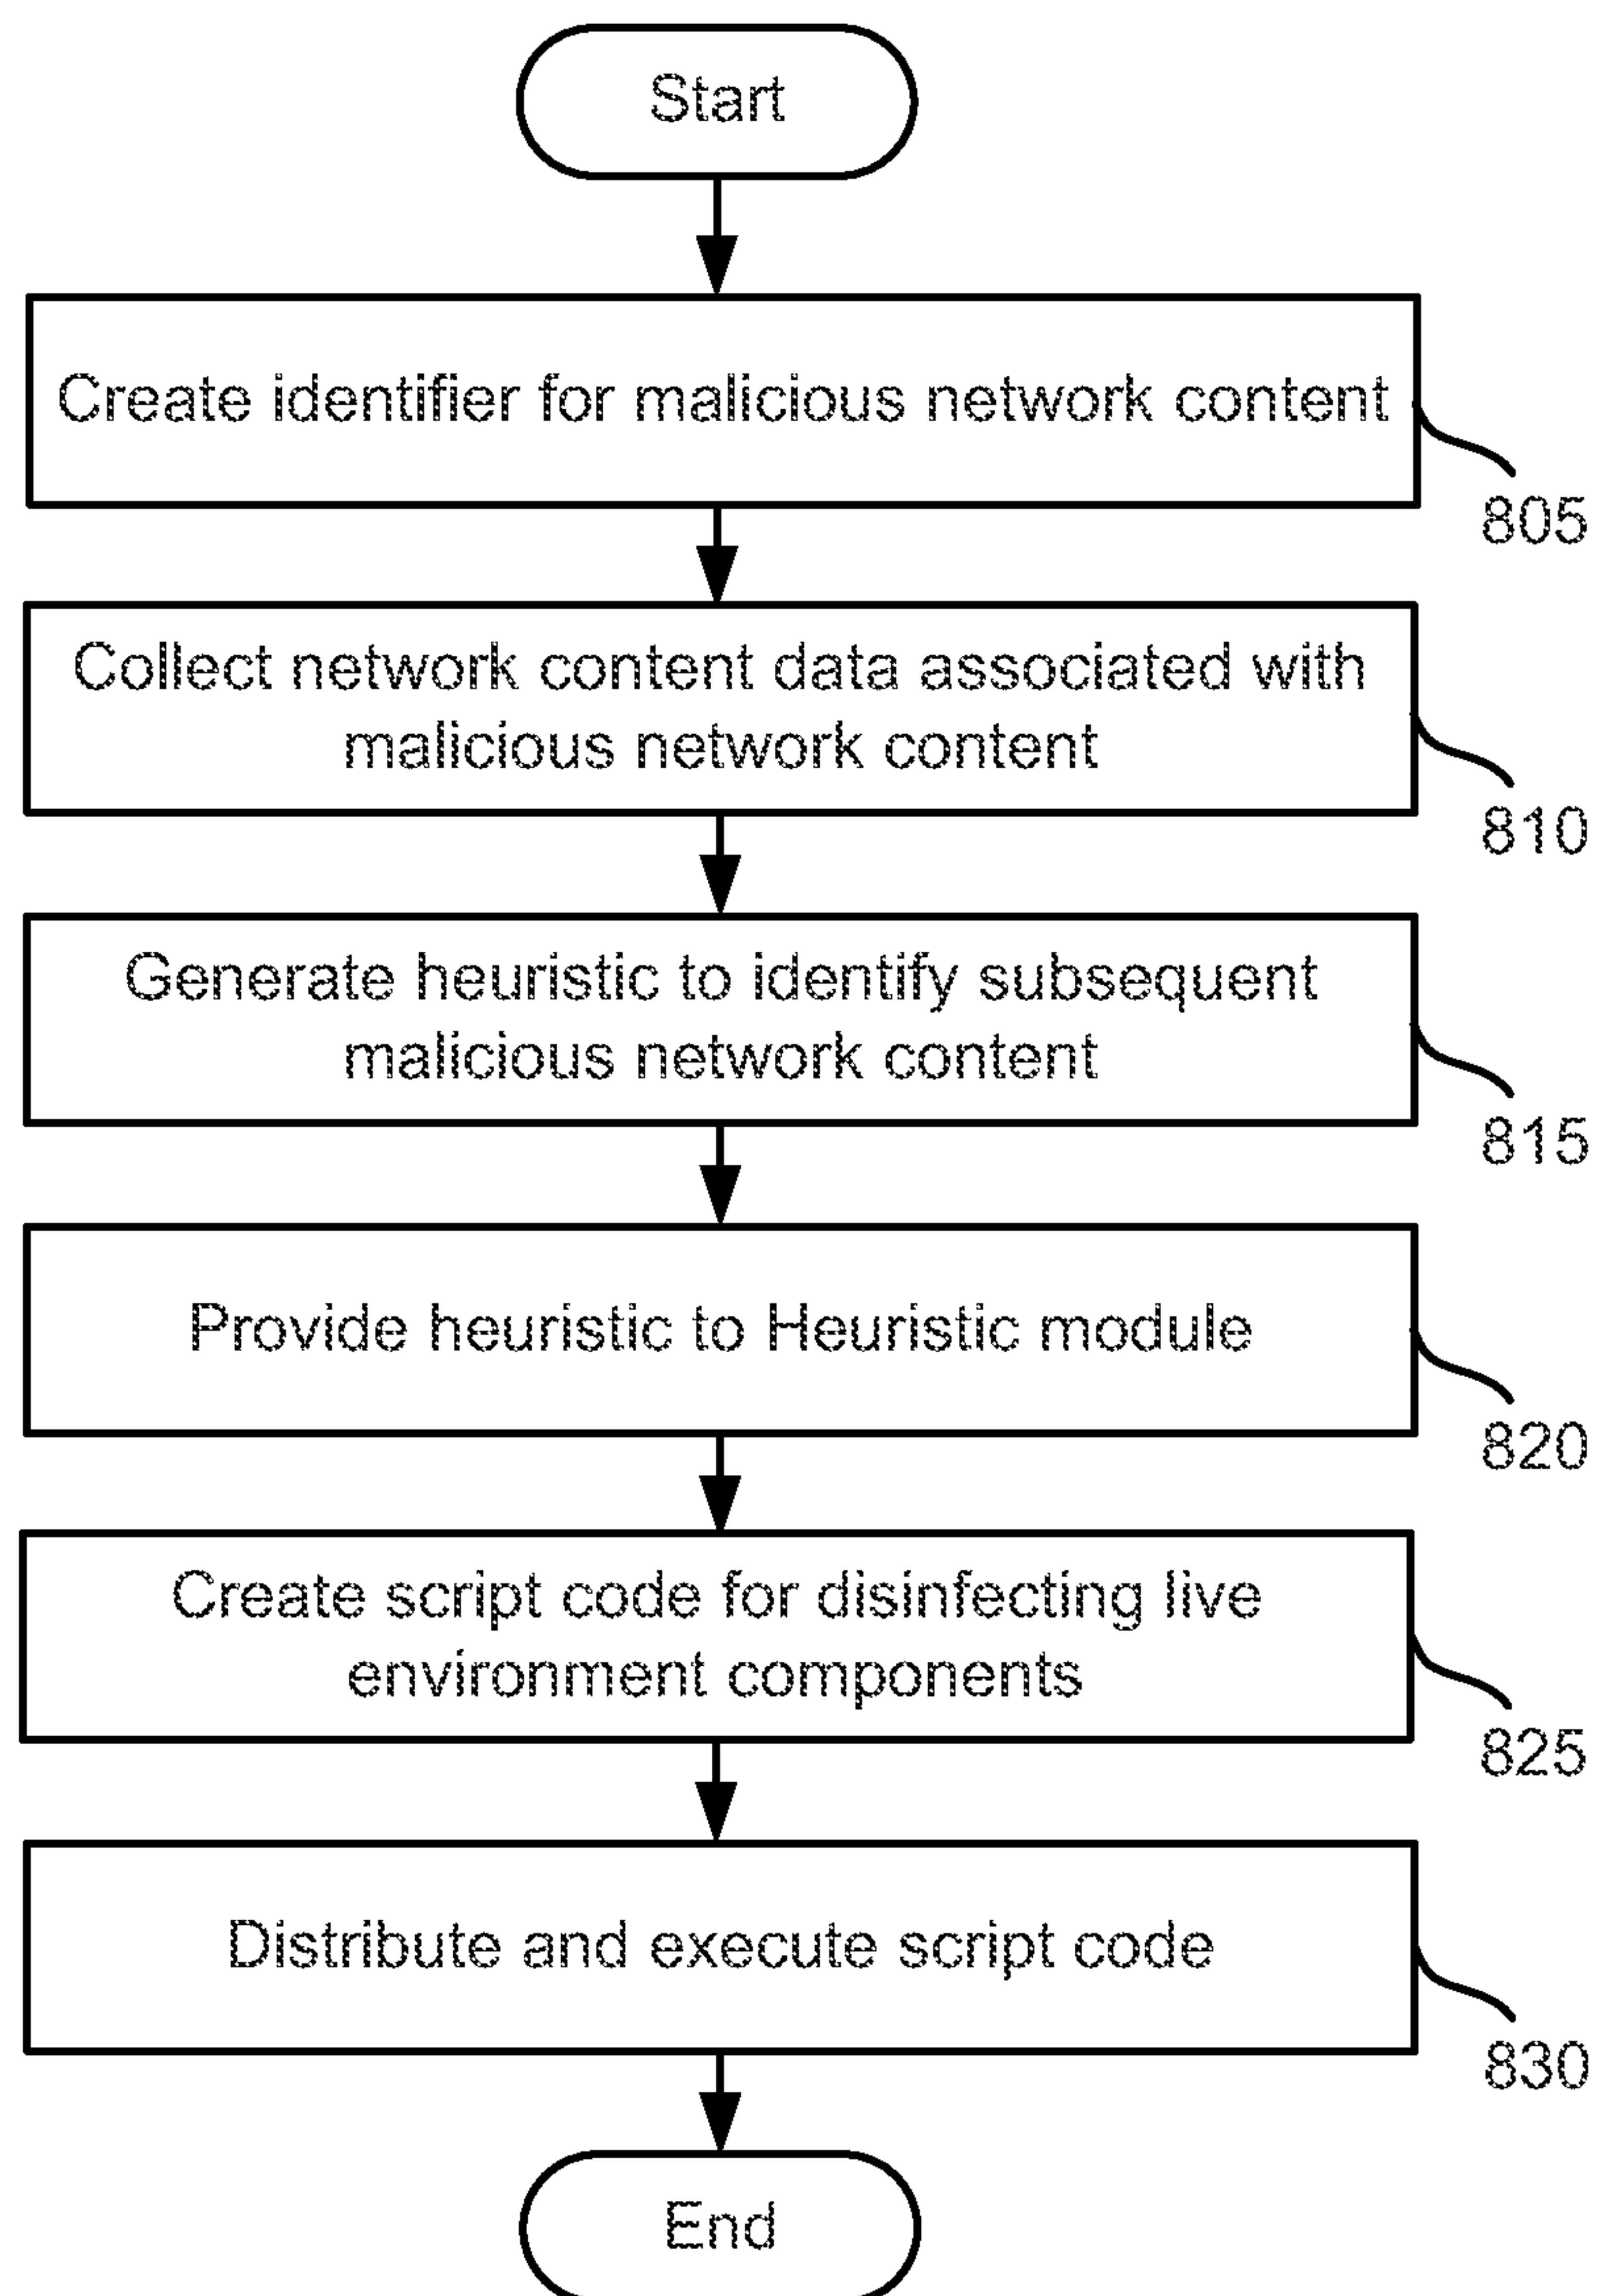 Start
Create identifier for malicious network content
805
Collect network content data associated with
malicious network content
810
Generate heuristic to identify subsequent
malicious network content
815
Provide heuristic to Heuristic module
820
Create script code for disinfecting live
environment components
825
Distribute and execute script code
830
End